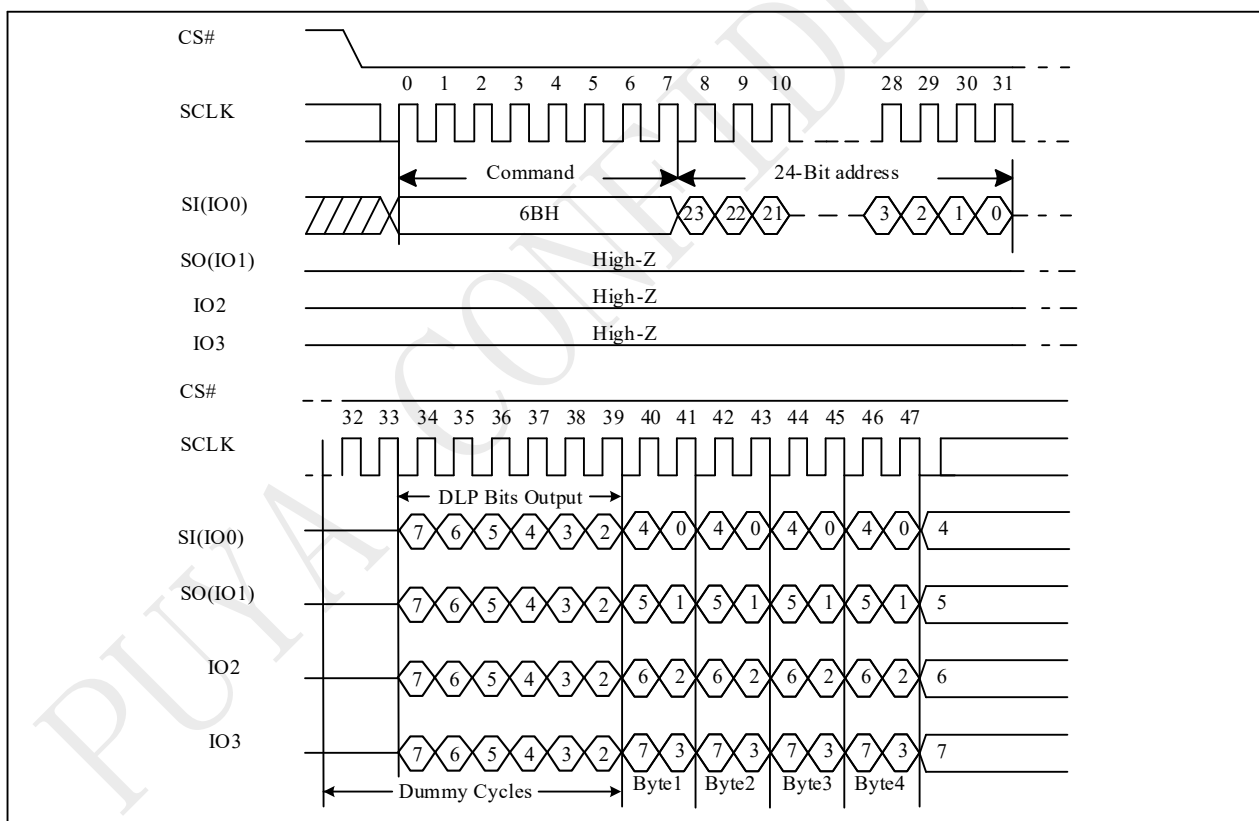 CS#
0 1 2 3 4 5 6 7 8 9 10 28 29 30 31
SCLK
Command 24-Bit address
SI(IO0) 6BH 23 22 21 3 2 1 0
SO(IO1) High-Z
IO2 High-Z
IO3 High-Z
CS#
32 33 34 35 36 37 38 39 40 41 42 43 44 45 46 47
SCLK
DLP Bits Output
SI(IO0) 7 6 5 4 3 2 4 0 4 0 4 0 4 0 4
SO(IO1) 7 6 5 4 3 2 5 1 5 1 5 1 5 1 5
IO2 7 6 5 4 3 2 6 2 6 2 6 2 6 2 6
IO3 7 6 5 4 3 2 7 3 7 3 7 3 7 3 7
Dummy Cycles Byte1 Byte2 Byte3 Byte4
PUYA CONFIDE